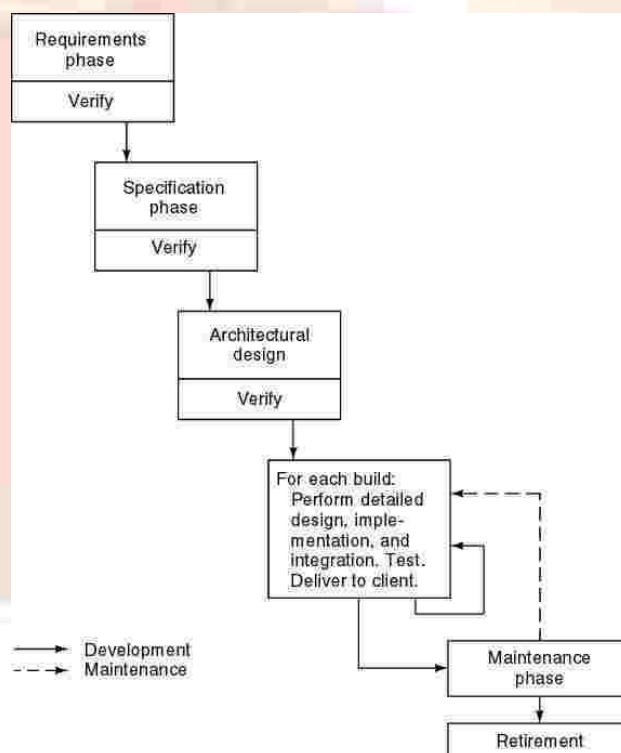 Requirements
phase
Verify
Specification
phase
Verify
Architectural
design
Verify
For each build:
Perform detailed
design, imple-
mentation, and
integration. Test.
Deliver to client.
Development
Maintenance
Maintenance
phase
Retirement